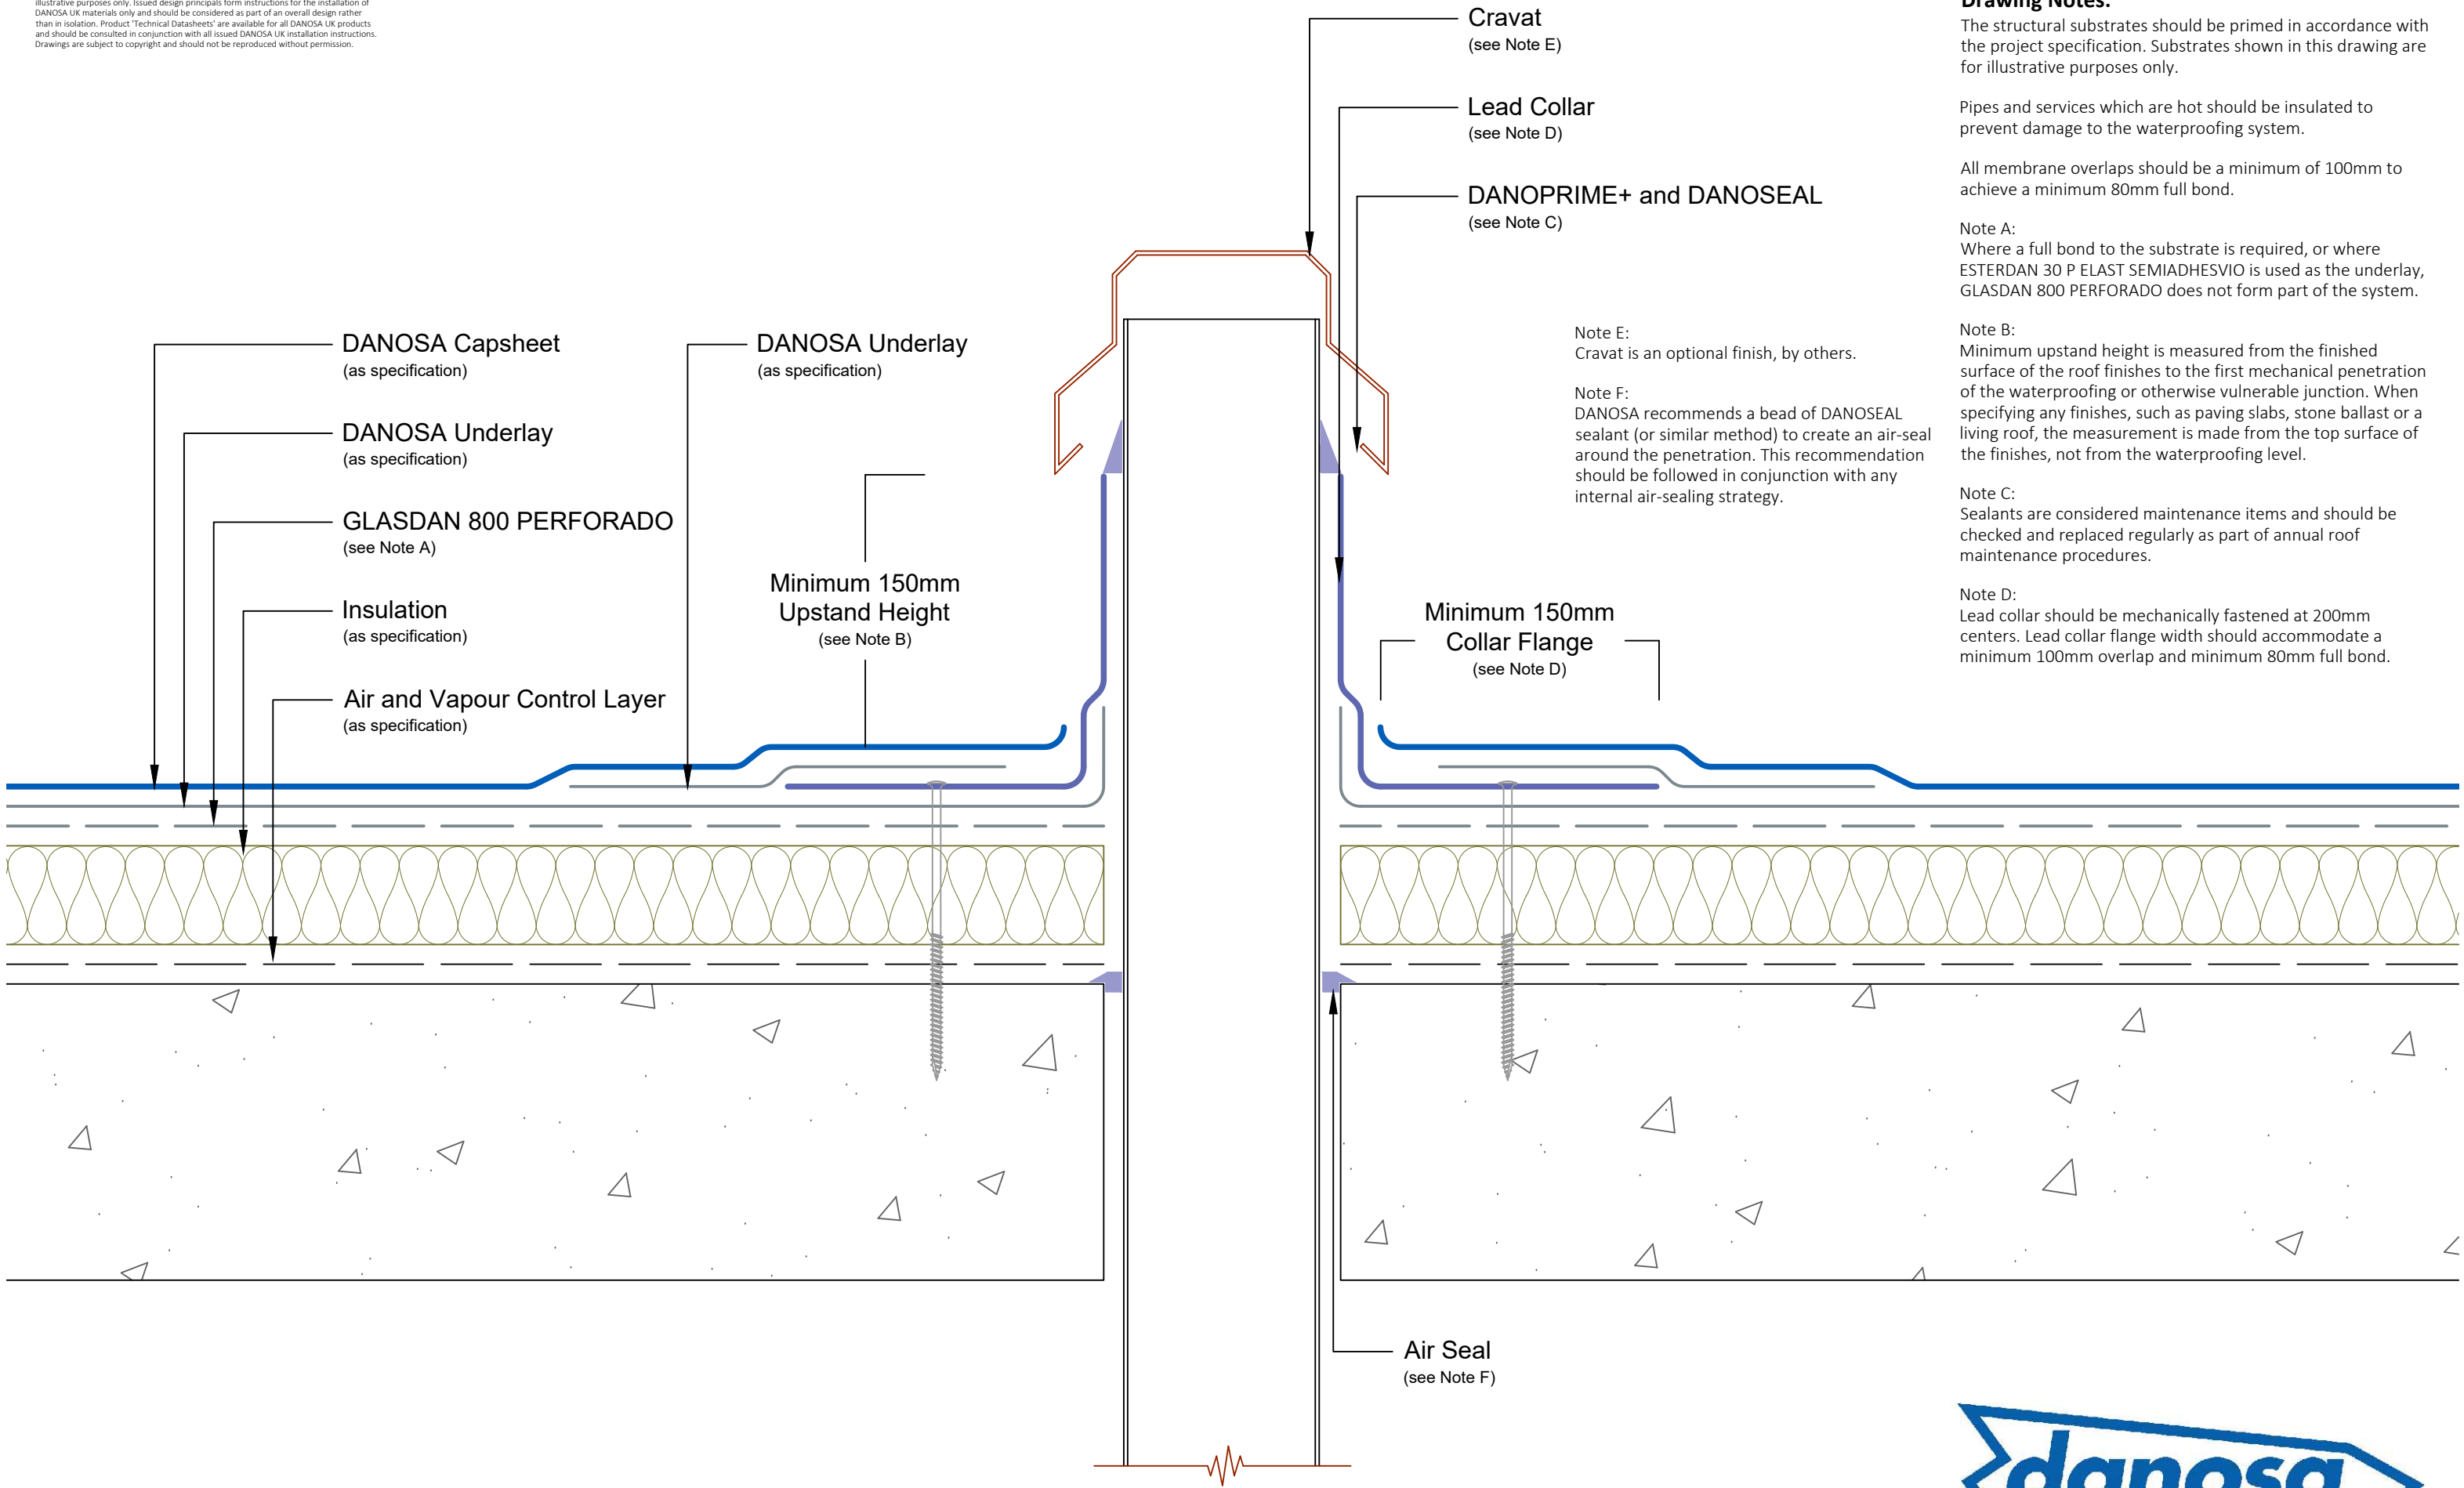 illustrative purposes only. Issued design principals form instructions for the installation of
DANOSA UK materials only and should be considered as part of an overall design rather
than in isolation. Product 'Technical Datasheets' are available for all DANOSA UK products
and should be consulted in conjunction with all issued DANOSA UK installation instructions.
Drawings are subject to copyright and should not be reproduced without permission.
Cravat
(see Note E)
Lead Collar
(see Note D)
DANOPRIME+ and DANOSEAL
(see Note C)
DANOSA Capsheet
(as specification)
DANOSA Underlay
(as specification)
GLASDAN 800 PERFORADO
(see Note A)
Insulation
(as specification)
Air and Vapour Control Layer
(as specification)
DANOSA Underlay
(as specification)
Minimum 150mm
Upstand Height
(see Note B)
Minimum 150mm
Collar Flange
(see Note D)
Air Seal
(see Note F)
Note E:
Cravat is an optional finish, by others.
Note F:
DANOSA recommends a bead of DANOSEAL
sealant (or similar method) to create an air-seal
around the penetration. This recommendation
should be followed in conjunction with any
internal air-sealing strategy.
Drawing Notes:
The structural substrates should be primed in accordance with
the project specification. Substrates shown in this drawing are
for illustrative purposes only.
Pipes and services which are hot should be insulated to
prevent damage to the waterproofing system.
All membrane overlaps should be a minimum of 100mm to
achieve a minimum 80mm full bond.
Note A:
Where a full bond to the substrate is required, or where
ESTERDAN 30 P ELAST SEMIADHESVIO is used as the underlay,
GLASDAN 800 PERFORADO does not form part of the system.
Note B:
Minimum upstand height is measured from the finished
surface of the roof finishes to the first mechanical penetration
of the waterproofing or otherwise vulnerable junction. When
specifying any finishes, such as paving slabs, stone ballast or a
living roof, the measurement is made from the top surface of
the finishes, not from the waterproofing level.
Note C:
Sealants are considered maintenance items and should be
checked and replaced regularly as part of annual roof
maintenance procedures.
Note D:
Lead collar should be mechanically fastened at 200mm
centers. Lead collar flange width should accommodate a
minimum 100mm overlap and minimum 80mm full bond.
danosa